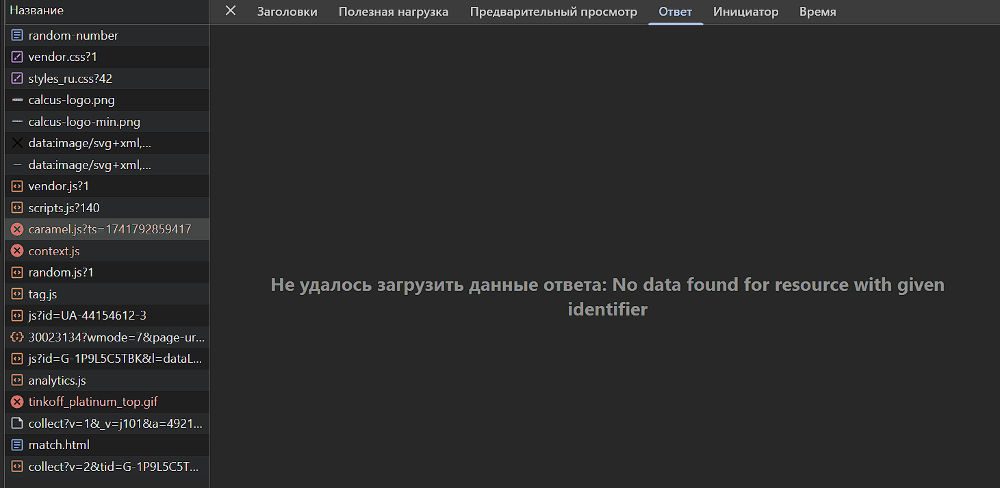 Название
Заголовки Полезная нагрузка Предварительный просмотр Ответ Инициатор Время
random-number
vendor.css?1
styles_ru.css?42
calcus-logo.png
calcus-logo-min.png
data:image/svg+xml,...
data:image/svg+xml,...
vendor.js?1
scripts.js?140
caramel.js?ts=1741792859417
context.js
random.js?1
tag.js
js?id=UA-44154612-3
30023134?wmode=7&page-ur...
js?id=G-1P9L5C5TBK&l=dataL...
analytics.js
tinkoff_platinum_top.gif
collect?v=1&_v=j101&a=4921...
match.html
collect?v=2&tid=G-1P9L5C5T...
Не удалось загрузить данные ответа: No data found for resource with given
identifier